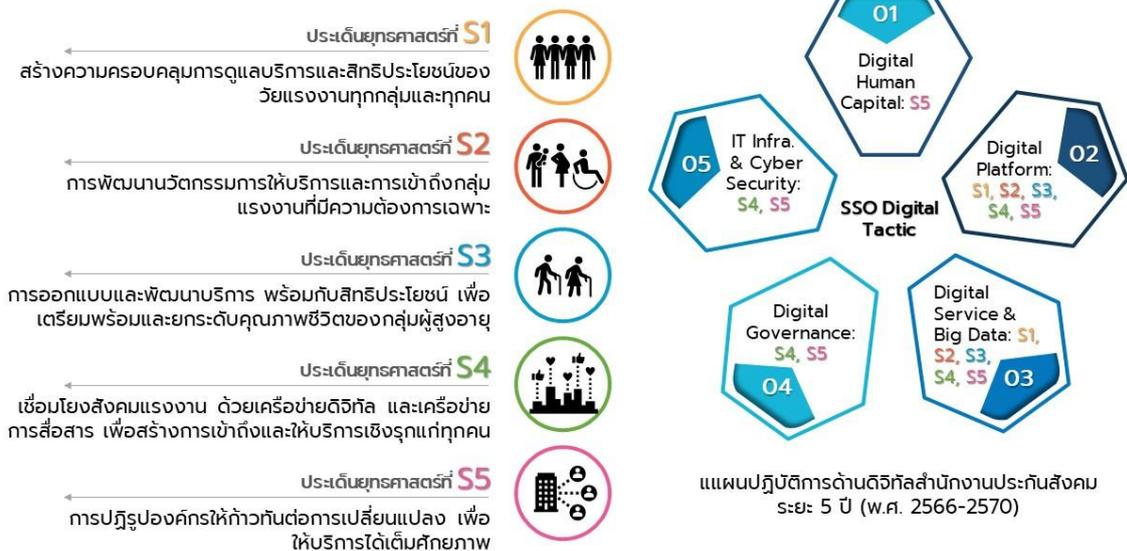 ประเด็นยุทธศาสตร์ที่ S1
สร้างความครอบคลุมการดูแลบริการและสิทธิประโยชน์ของ
วัยแรงงานทุกกลุ่มและทุกคน
ประเด็นยุทธศาสตร์ที่ S2
การพัฒนานวัตกรรมการให้บริการและการเข้าถึงกลุ่ม
แรงงานที่มีความต้องการเฉพาะ
ประเด็นยุทธศาสตร์ที่ S3
การออกแบบและพัฒนาบริการ พร้อมกับสิทธิประโยชน์ เพื่อ
เตรียมพร้อมและยกระดับคุณภาพชีวิตของกลุ่มผู้สูงอายุ
ประเด็นยุทธศาสตร์ที่ S4
เชื่อมโยงสังคมแรงงาน ด้วยเครือข่ายดิจิทัล และเครือข่าย
การสื่อสาร เพื่อสร้างการเข้าถึงและให้บริการเชิงรุกแก่ทุกคน
ประเด็นยุทธศาสตร์ที่ S5
การปฏิรูปองค์กรให้ก้าวทันต่อการเปลี่ยนแปลง เพื่อ
ให้บริการได้เต็มศักยภาพ
01
Digital
Human
Capital: S5
02
Digital
Platform:
S1, S2, S3,
S4, S5
Digital
Service &
Big Data: S1,
S2, S3,
S4, S5
03
Digital
Governance:
S4, S5
04
05
IT Infra.
& Cyber
Security:
S4, S5
SSO Digital
Tactic
แแผนปฏิบัติการด้านดิจิทัลสำนักงานประกันสังคม
ระยะ 5 ปี (พ.ศ. 2566-2570)